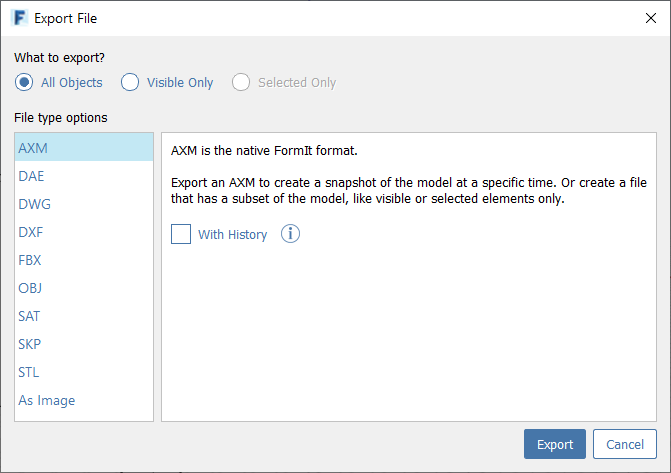 F Export File
What to export?
All Objects Visible Only Selected Only
File type options
AXM
DAE
DWG
DXF
FBX
OBJ
SAT
SKP
STL
As Image
AXM is the native FormIt format.
Export an AXM to create a snapshot of the model at a specific time. Or create a file
that has a subset of the model, like visible or selected elements only.
With History i
Export Cancel